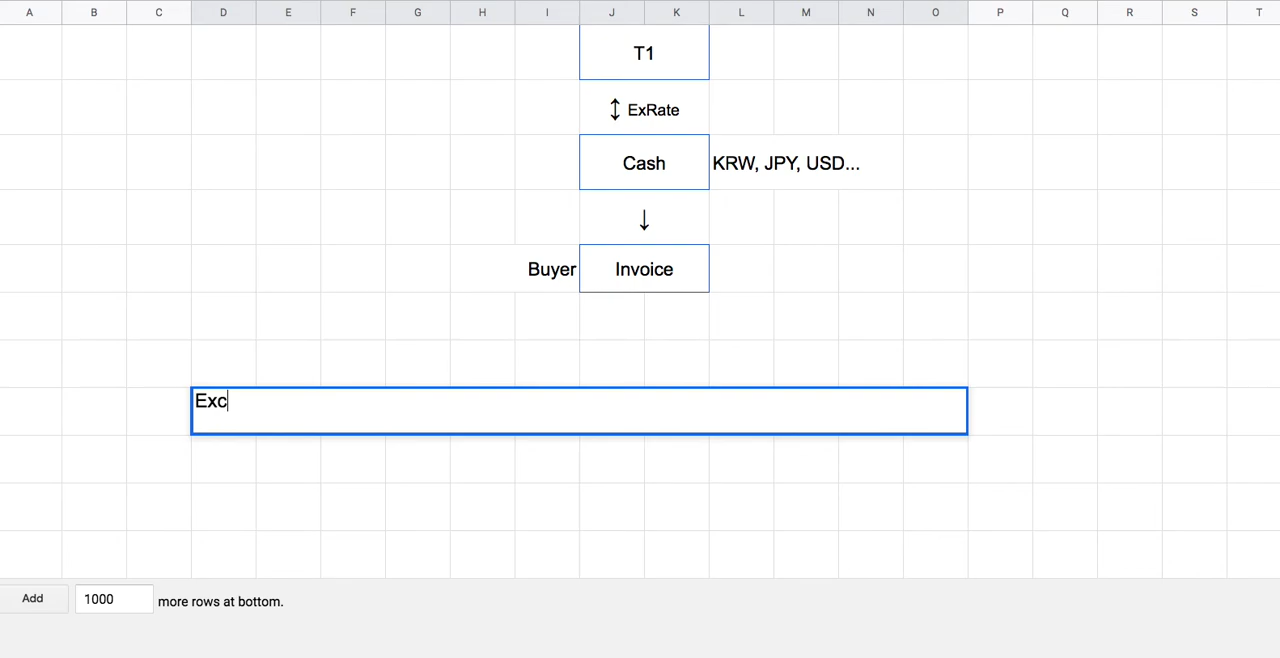 A B C D E F G H I J K L M N O P Q R S T
T1
↕ ExRate
Cash KRW, JPY, USD...
↓
Buyer Invoice
Exc
Add 1000 more rows at bottom.